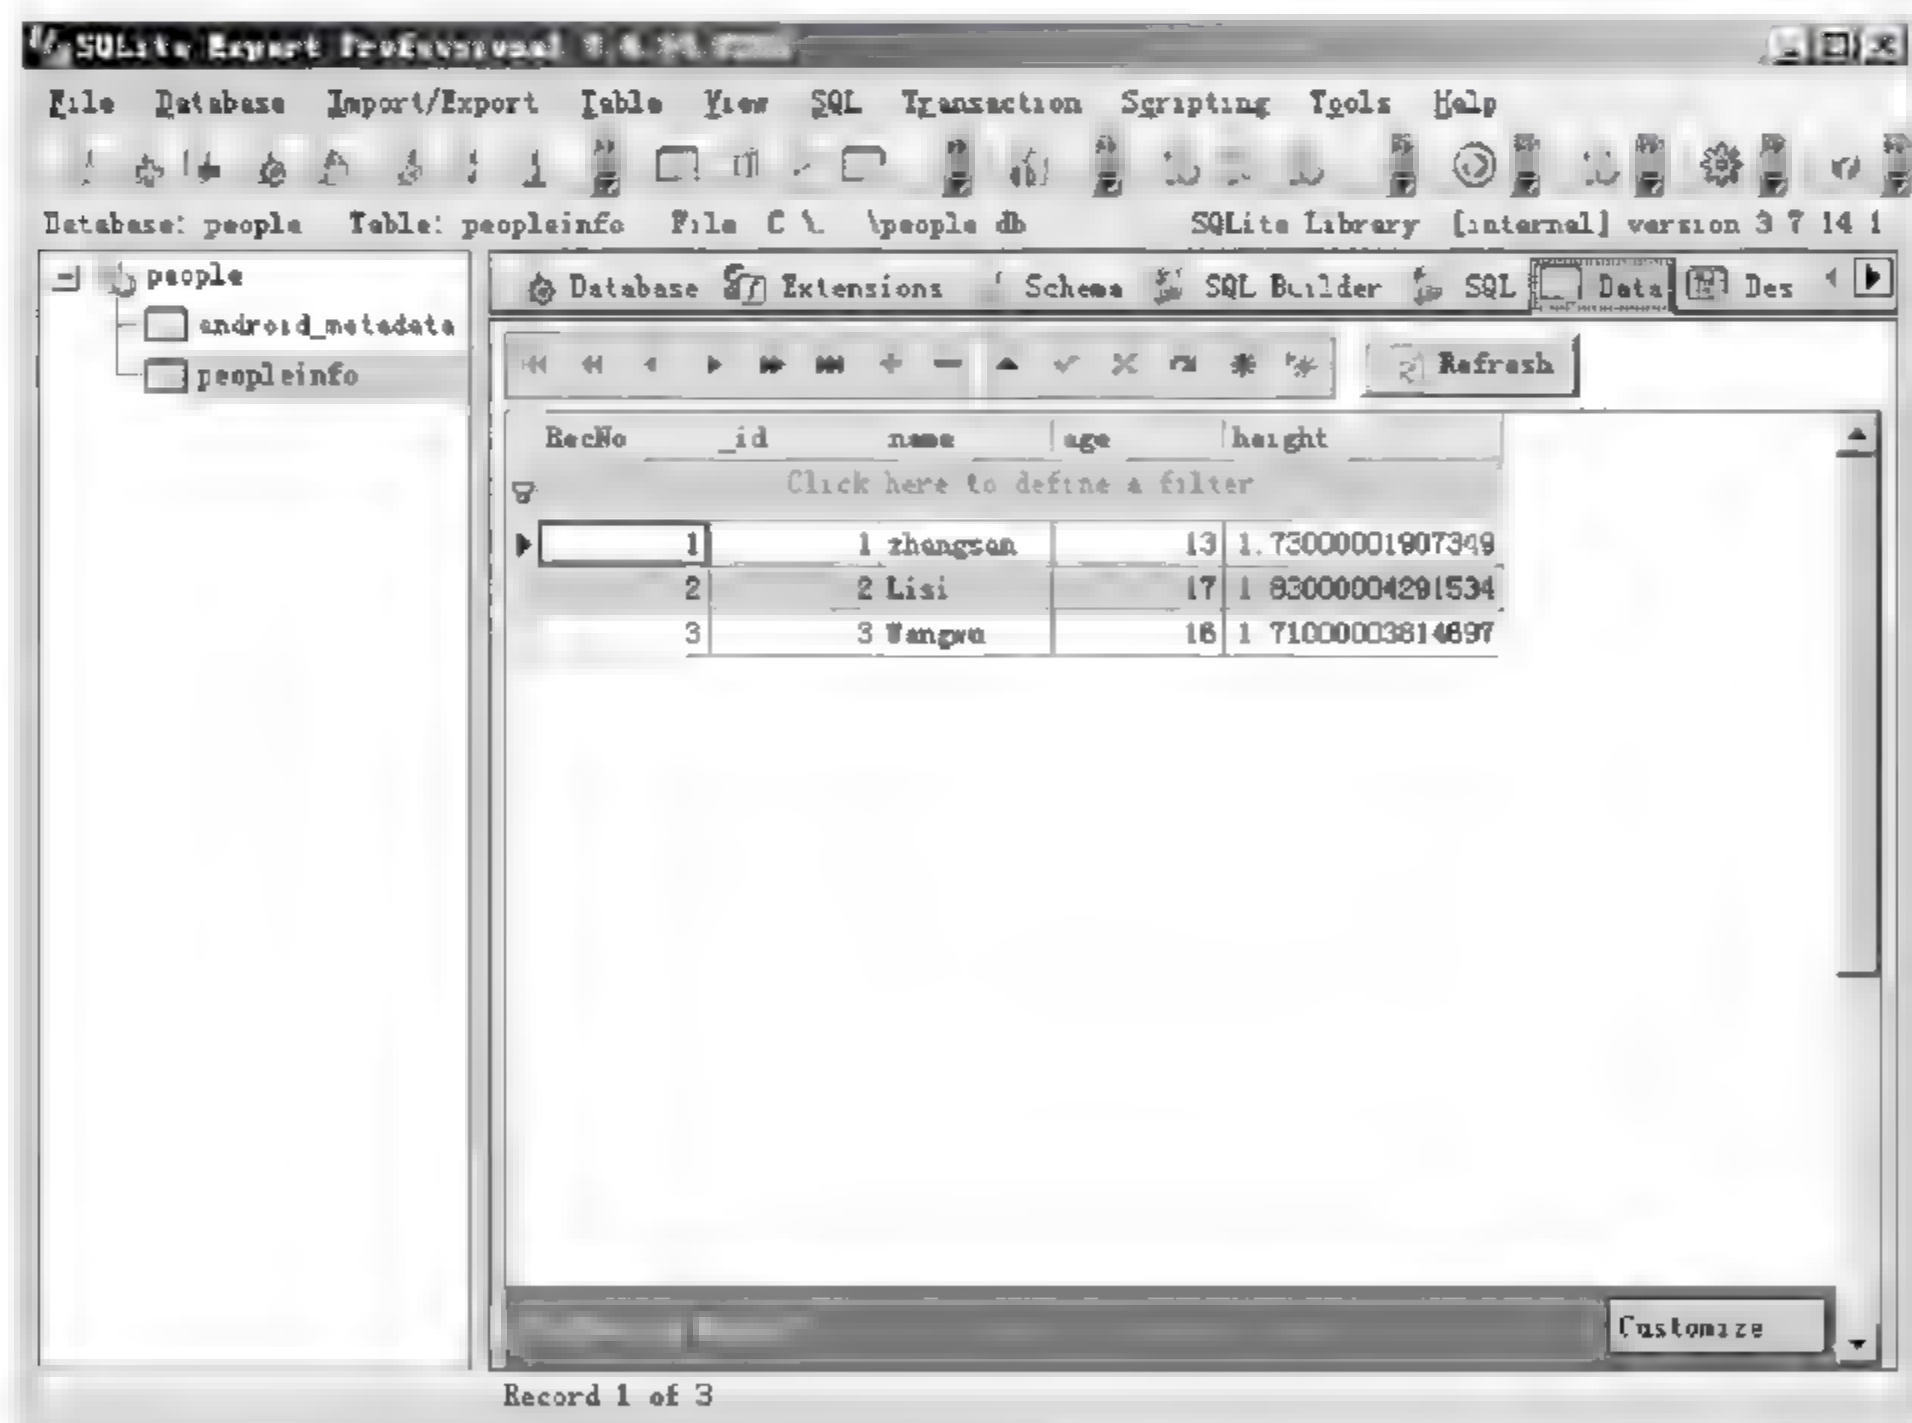 SQLite Expert Professional
File Database Import/Export Table View SQL Transaction Scripting Tools Help
Database: people Table: peopleinfo File C \. \people db SQLite Library [internal] version 3 7 14 1
people
android_metadata
peopleinfo
Database Extensions Schema SQL Builder SQL Data Des
Refresh
RecNo _id name age height
Click here to define a filter
1 1 zhangsan 13 1.73000001907349
2 2 Lisi 17 1 83000004291534
3 3 Wangwu 16 1 71000003814697
Customize
Record 1 of 3